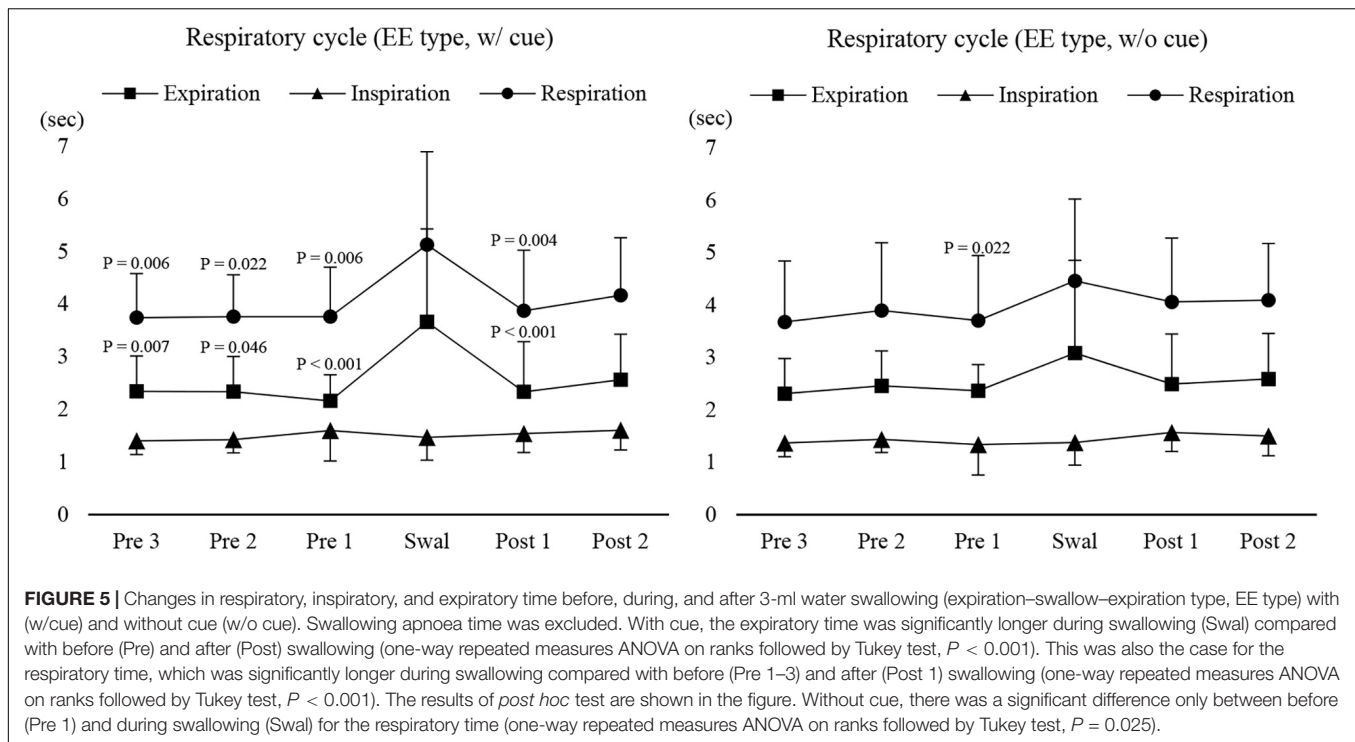 Respiratory cycle (EE type, w/ cue)
Expiration Inspiration Respiration
(sec)
7
6
5
4
3
2
1
0
P = 0.006
P = 0.022
P = 0.006
P = 0.004
P = 0.007
P = 0.046
P < 0.001
P < 0.001
Pre 3 Pre 2 Pre 1 Swal Post 1 Post 2
Respiratory cycle (EE type, w/o cue)
Expiration Inspiration Respiration
(sec)
7
6
5
4
3
2
1
0
P = 0.022
Pre 3 Pre 2 Pre 1 Swal Post 1 Post 2
FIGURE 5 | Changes in respiratory, inspiratory, and expiratory time before, during, and after 3-ml water swallowing (expiration–swallow–expiration type, EE type) with
(w/cue) and without cue (w/o cue). Swallowing apnoea time was excluded. With cue, the expiratory time was significantly longer during swallowing (Swal) compared
with before (Pre) and after (Post) swallowing (one-way repeated measures ANOVA on ranks followed by Tukey test, P < 0.001). This was also the case for the
respiratory time, which was significantly longer during swallowing compared with before (Pre 1–3) and after (Post 1) swallowing (one-way repeated measures ANOVA
on ranks followed by Tukey test, P < 0.001). The results of post hoc test are shown in the figure. Without cue, there was a significant difference only between before
(Pre 1) and during swallowing (Swal) for the respiratory time (one-way repeated measures ANOVA on ranks followed by Tukey test, P = 0.025).